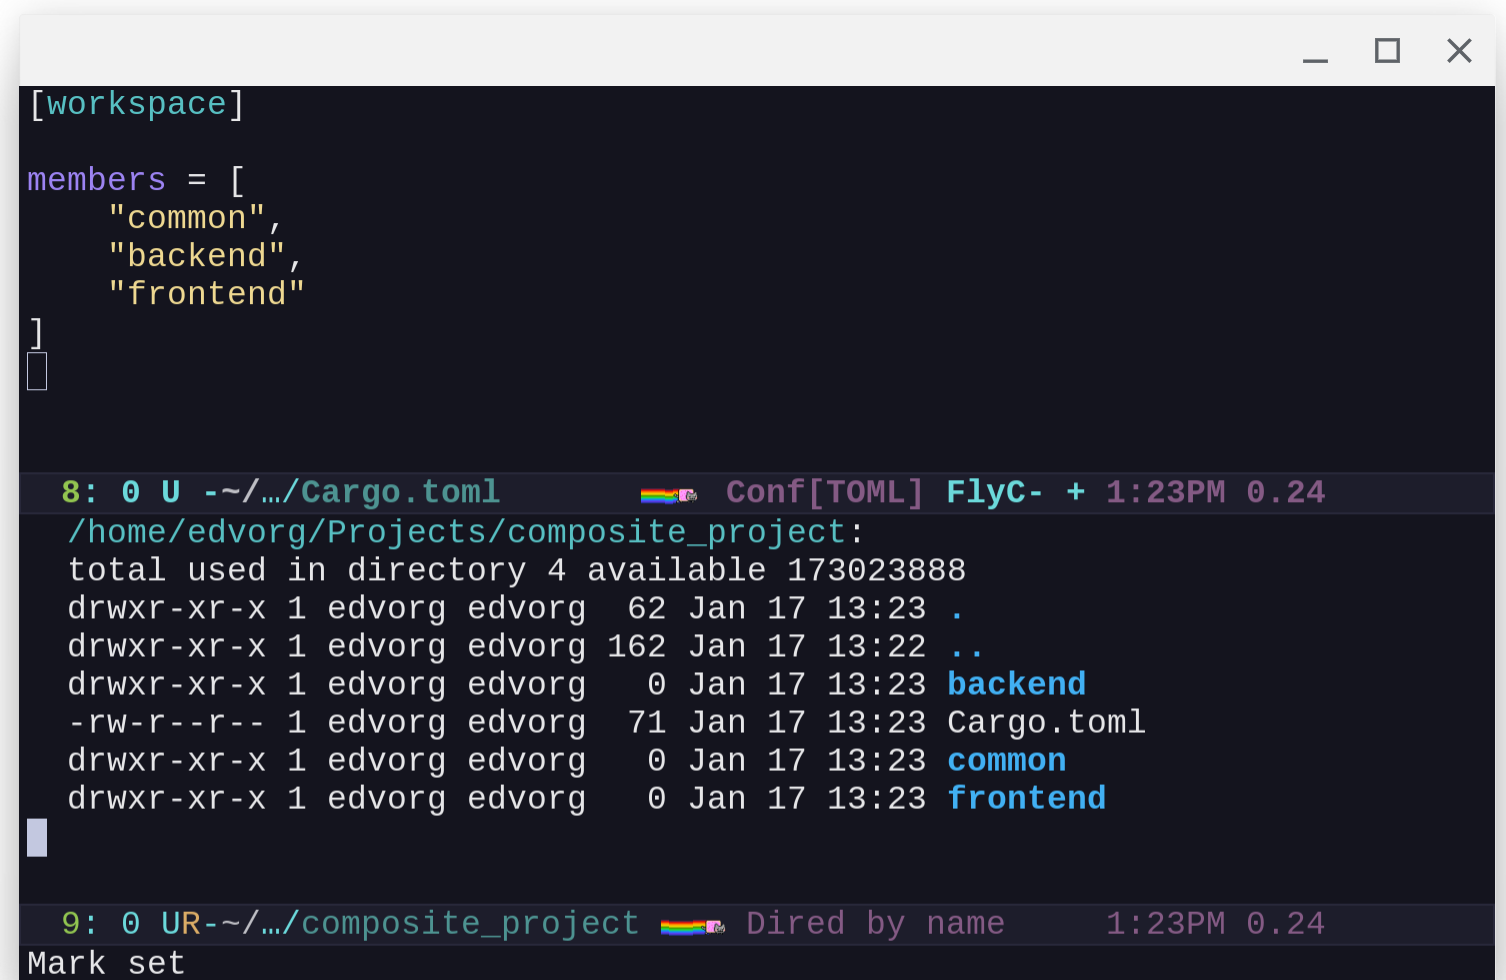 [workspace]
members = [
    "common",
    "backend",
    "frontend"
]
8: 0 U -~/…/Cargo.toml Conf[TOML] FlyC- + 1:23PM 0.24
/home/edvorg/Projects/composite_project:
total used in directory 4 available 173023888
drwxr-xr-x 1 edvorg edvorg  62 Jan 17 13:23 .
drwxr-xr-x 1 edvorg edvorg 162 Jan 17 13:22 ..
drwxr-xr-x 1 edvorg edvorg   0 Jan 17 13:23 backend
-rw-r--r-- 1 edvorg edvorg  71 Jan 17 13:23 Cargo.toml
drwxr-xr-x 1 edvorg edvorg   0 Jan 17 13:23 common
drwxr-xr-x 1 edvorg edvorg   0 Jan 17 13:23 frontend
9: 0 UR-~/…/composite_project Dired by name 1:23PM 0.24
Mark set